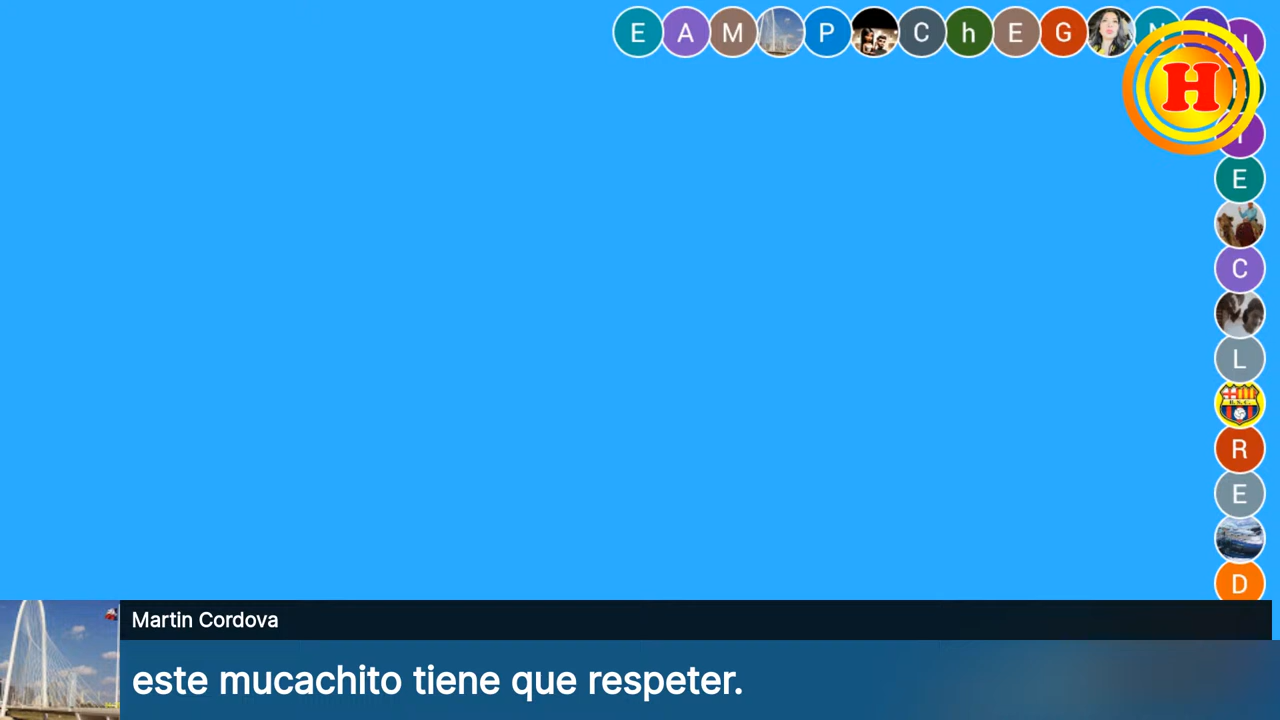 E A M P C h E G N
H
E
C
L
B.S.C.
R
E
D
Martin Cordova
este mucachito tiene que respeter.